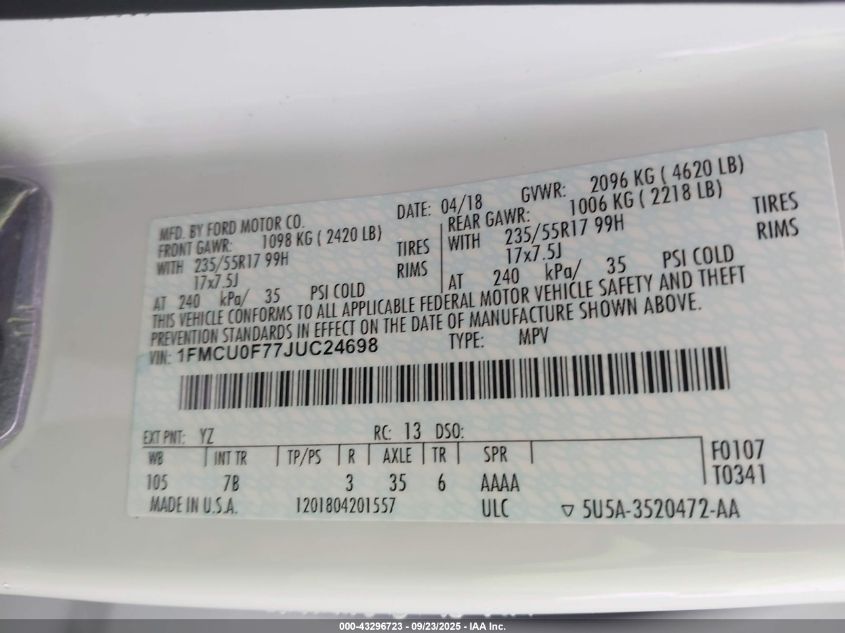 MFD. BY FORD MOTOR CO. DATE: 04/18 GVWR: 2096 KG ( 4620 LB)
FRONT GAWR: 1098 KG ( 2420 LB) REAR GAWR: 1006 KG ( 2218 LB)
WITH 235/55R17 99H TIRES WITH 235/55R17 99H TIRES
17x7.5J RIMS 17x7.5J RIMS
AT 240 kPa/ 35 PSI COLD AT 240 kPa/ 35 PSI COLD
THIS VEHICLE CONFORMS TO ALL APPLICABLE FEDERAL MOTOR VEHICLE SAFETY AND THEFT
PREVENTION STANDARDS IN EFFECT ON THE DATE OF MANUFACTURE SHOWN ABOVE.
VIN: 1FMCU0F77JUC24698 TYPE: MPV
EXT PNT: YZ RC: 13 DSO:
WB INT TR TP/PS R AXLE TR SPR F0107
105 7B 3 35 6 AAAA T0341
MADE IN U.S.A. 1201804201557 ULC ▽ 5U5A-3520472-AA
000-43296723 - 09/23/2025 - IAA Inc.